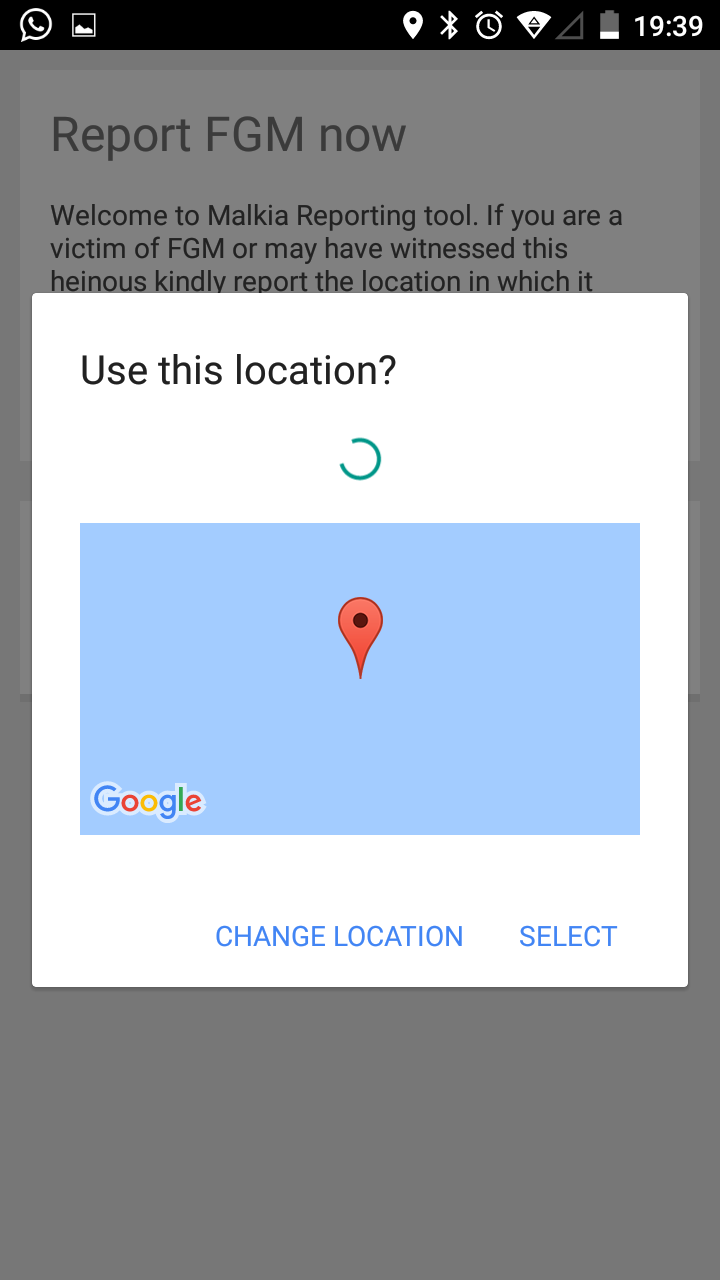 19:39
Report FGM now
Welcome to Malkia Reporting tool. If you are a
victim of FGM or may have witnessed this
heinous kindly report the location in which it
Use this location?
Google
CHANGE LOCATION SELECT